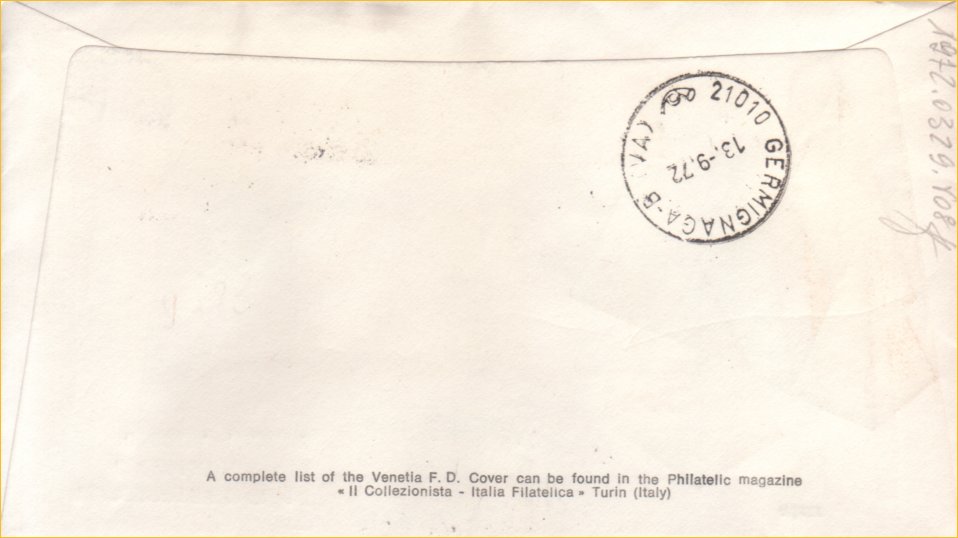 21010 GERMIGNAGA-B (VA)
13.-9.72
1972.0329.Y08
A complete list of the Venetia F. D. Cover can be found in the Philatelic magazine
« Il Collezionista - Italia Filatelica » Turin (Italy)